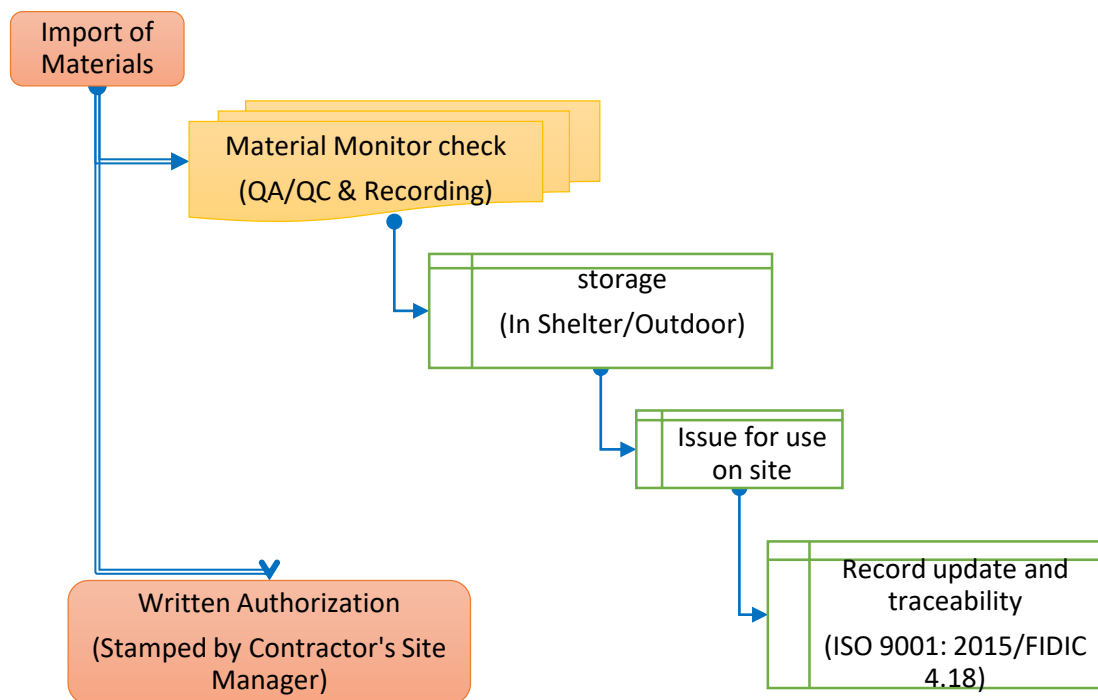 Import of
Materials
Material Monitor check
(QA/QC & Recording)
storage
(In Shelter/Outdoor)
Issue for use
on site
Record update and
traceability
(ISO 9001: 2015/FIDIC
4.18)
Written Authorization
(Stamped by Contractor's Site
Manager)